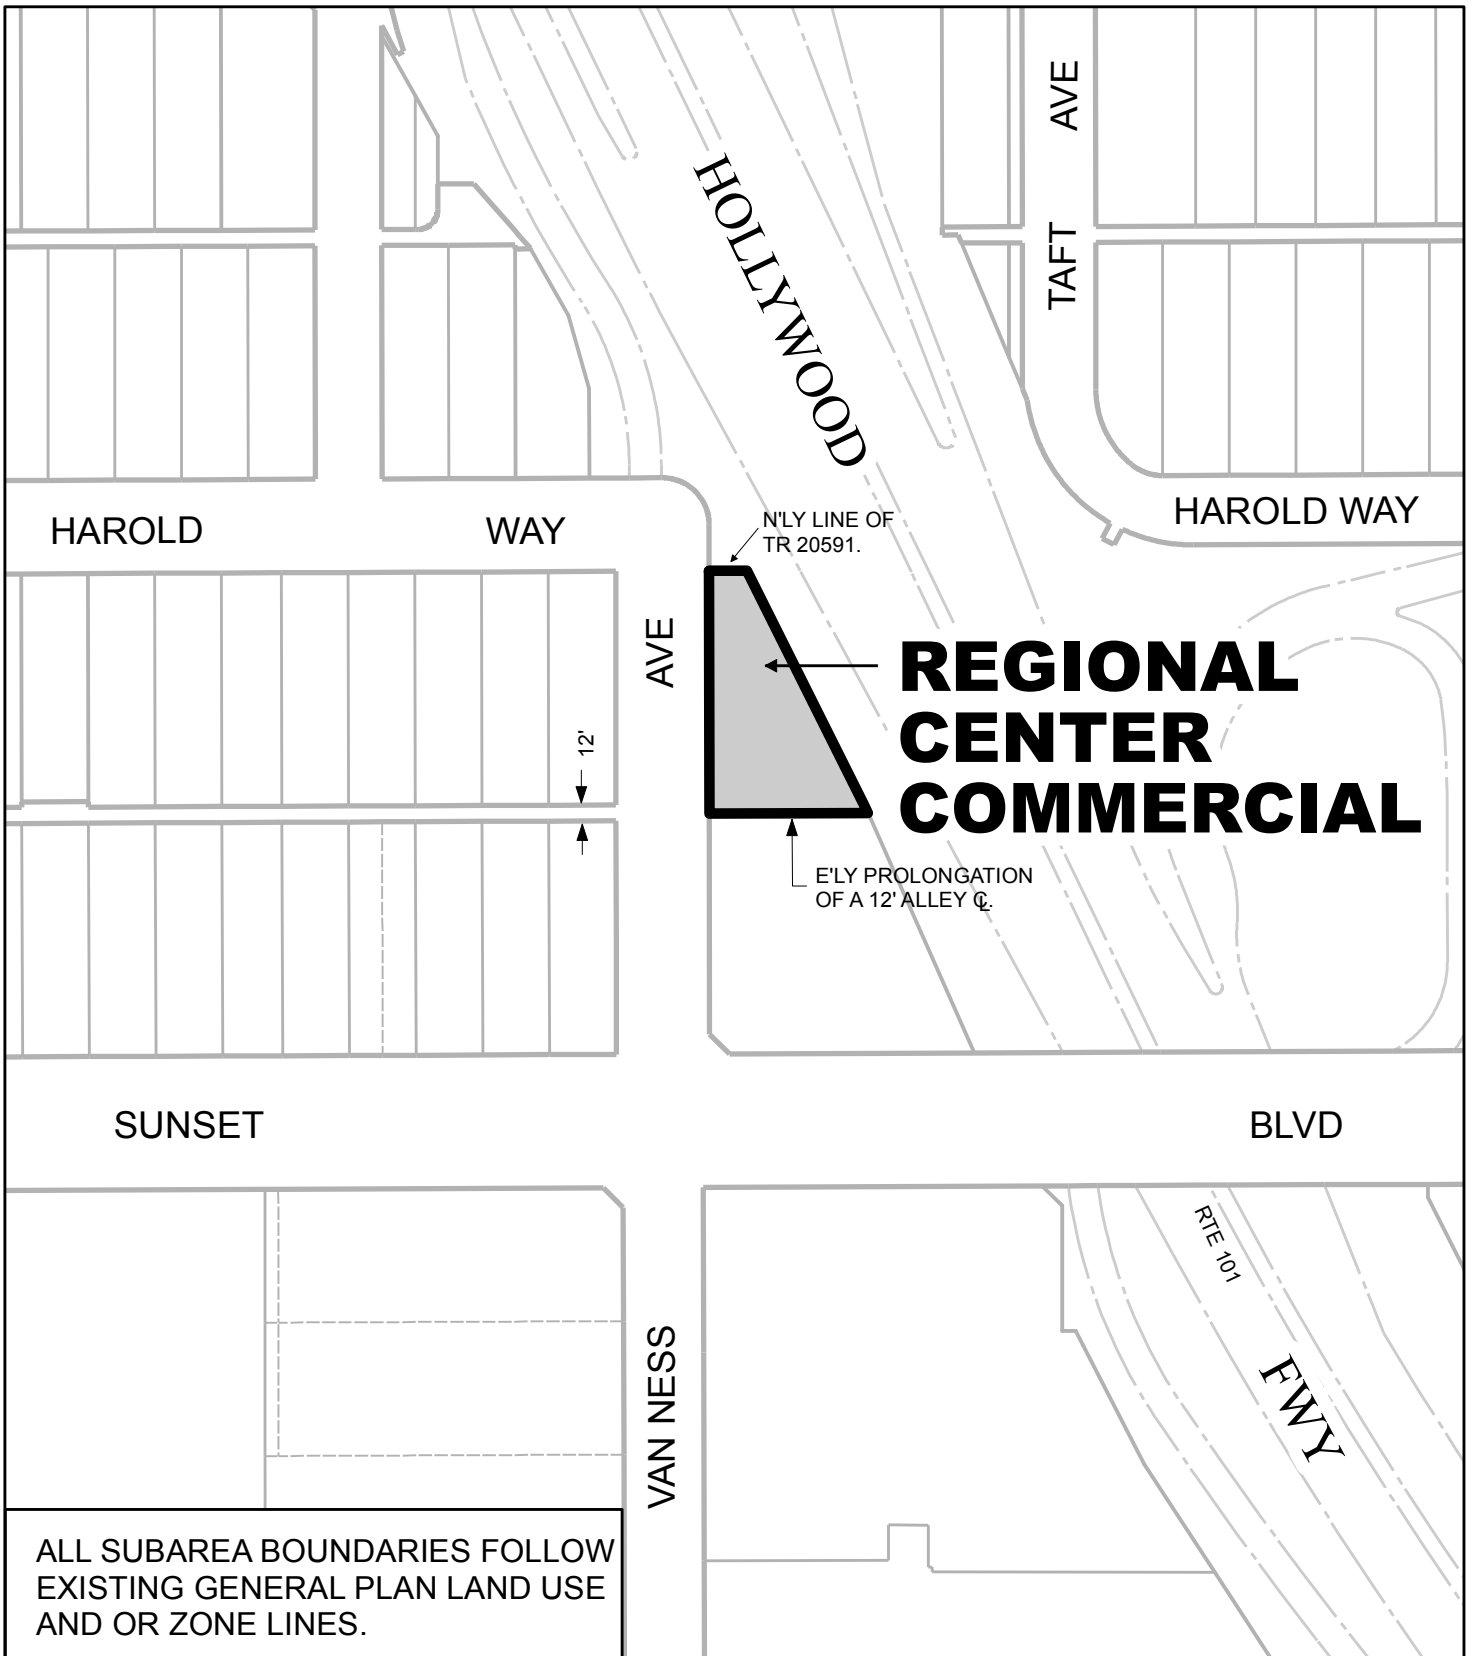 AVE
TAFT
HOLLYWOOD
HAROLD WAY
HAROLD WAY
N'LY LINE OF
TR 20591.
AVE
REGIONAL
CENTER
COMMERCIAL
12'
E'LY PROLONGATION
OF A 12' ALLEY ℄.
SUNSET BLVD
RTE 101
VAN NESS
FWY
ALL SUBAREA BOUNDARIES FOLLOW
EXISTING GENERAL PLAN LAND USE
AND OR ZONE LINES.